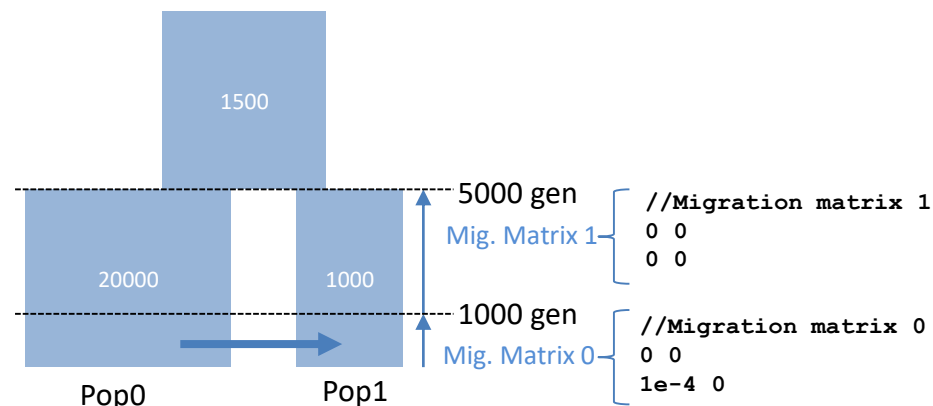 1500
5000 gen
Mig. Matrix 1
//Migration matrix 1
0 0
0 0
20000
1000
1000 gen
Mig. Matrix 0
//Migration matrix 0
0 0
1e-4 0
Pop0
Pop1